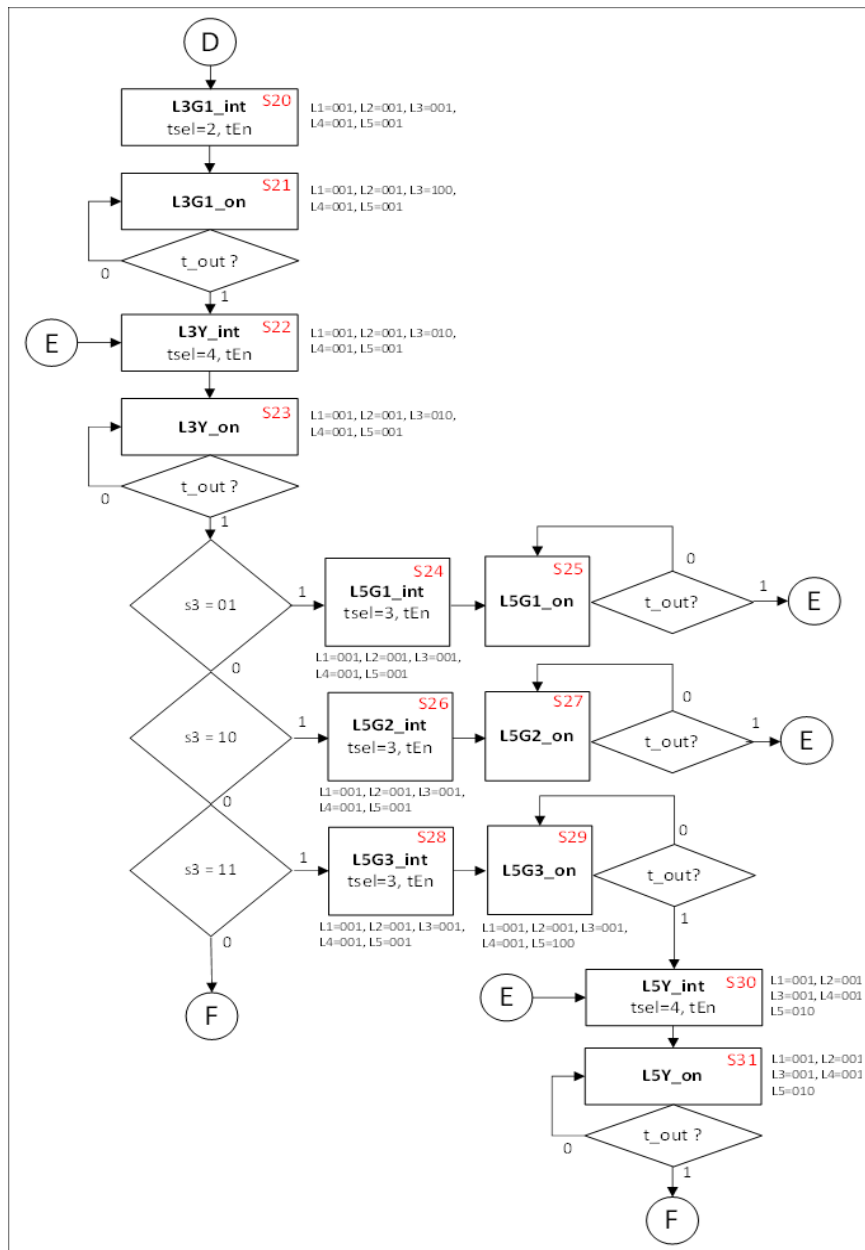 D
L3G1_int
S20
tsel=2, tEn
L1=001, L2=001, L3=001,
L4=001, L5=001
S21
L3G1_on
L1=001, L2=001, L3=100,
L4=001, L5=001
t_out ?
0
1
E
L3Y_int
S22
tsel=4, tEn
L1=001, L2=001, L3=010,
L4=001, L5=001
S23
L3Y_on
L1=001, L2=001, L3=010,
L4=001, L5=001
t_out ?
0
1
s3 = 01
1
0
S24
L5G1_int
tsel=3, tEn
L1=001, L2=001, L3=001,
L4=001, L5=001
S25
L5G1_on
t_out?
0
1
E
s3 = 10
1
0
S26
L5G2_int
tsel=3, tEn
L1=001, L2=001, L3=001,
L4=001, L5=001
S27
L5G2_on
t_out?
0
1
E
s3 = 11
1
0
S28
L5G3_int
tsel=3, tEn
L1=001, L2=001, L3=001,
L4=001, L5=001
S29
L5G3_on
L1=001, L2=001, L3=001,
L4=001, L5=100
t_out?
0
1
F
E
L5Y_int
S30
tsel=4, tEn
L1=001, L2=001
L3=001, L4=001
L5=010
S31
L5Y_on
L1=001, L2=001
L3=001, L4=001
L5=010
t_out ?
0
1
F